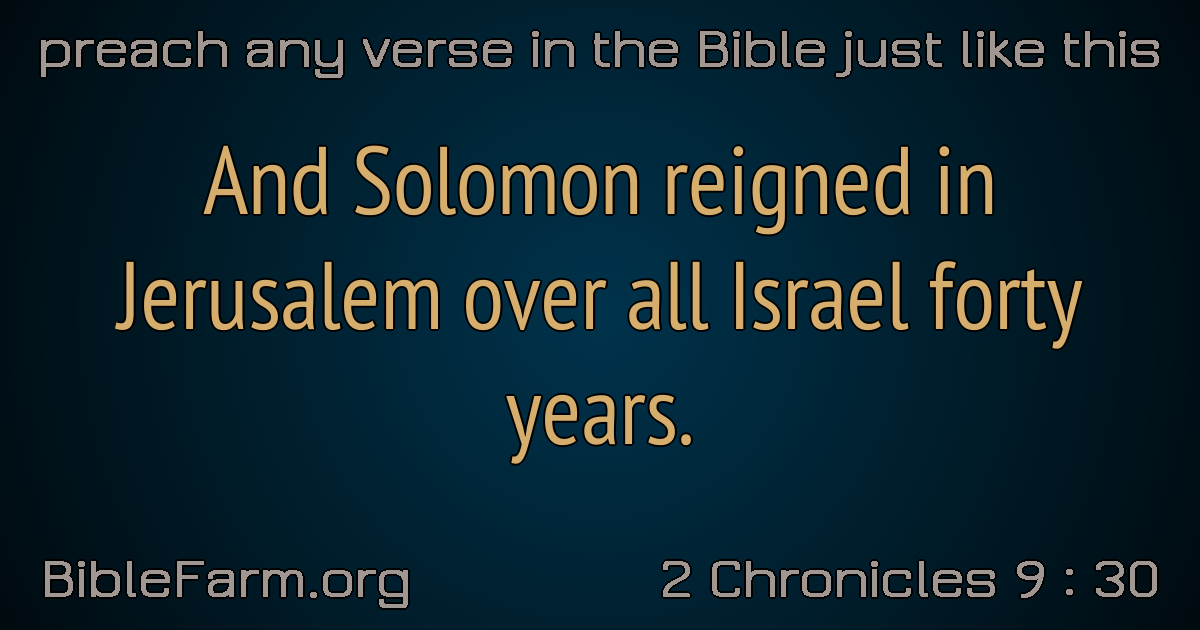 preach any verse in the Bible just like this
And Solomon reigned in
Jerusalem over all Israel forty
years.
BibleFarm.org
2 Chronicles 9 : 30